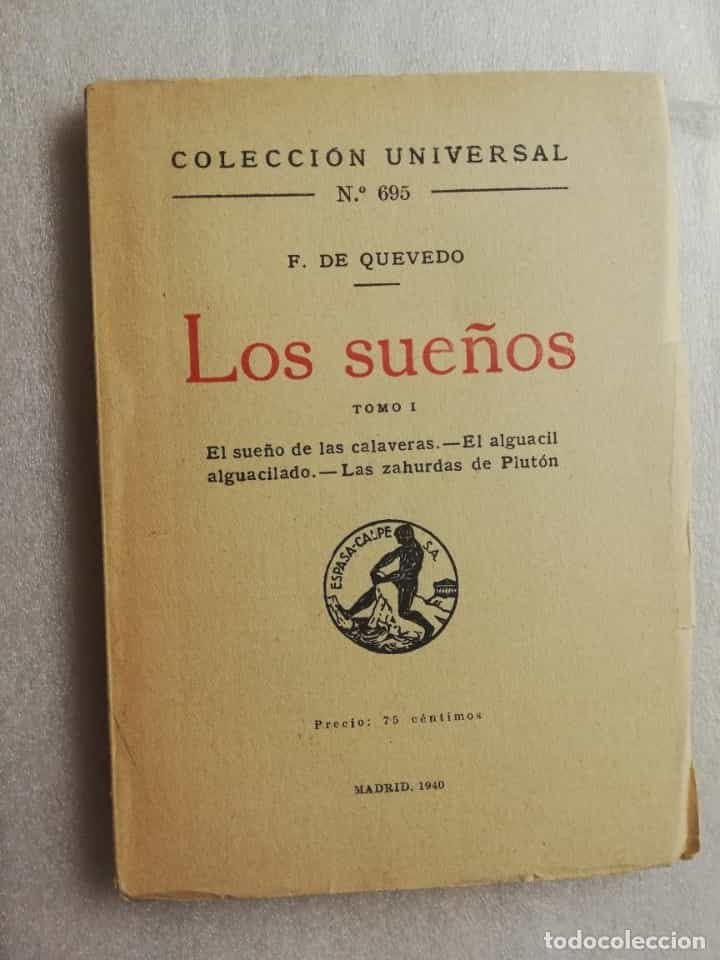 COLECCIÓN UNIVERSAL
N.º 695
F. DE QUEVEDO
Los sueños
TOMO I
El sueño de las calaveras.—El alguacil
alguacilado.—Las zahurdas de Plutón
ESPASA-CALPE S.A.
Precio: 75 céntimos
MADRID, 1940
todocoleccion